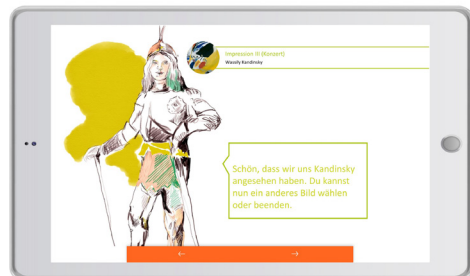 Impression III (Konzert)
Wassily Kandinsky
Schön, dass wir uns Kandinsky
angesehen haben. Du kannst
nun ein anderes Bild wählen
oder beenden.
← →